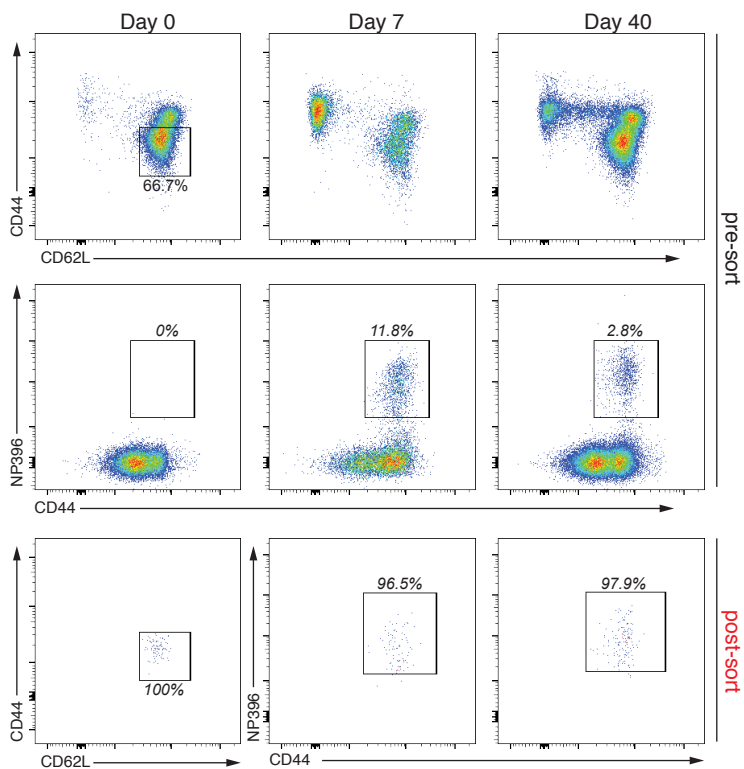 Day 0
Day 7
Day 40
CD44
66.7%
CD62L
pre-sort
NP396
0%
11.8%
2.8%
CD44
CD44
100%
CD62L
NP396
96.5%
97.9%
CD44
post-sort